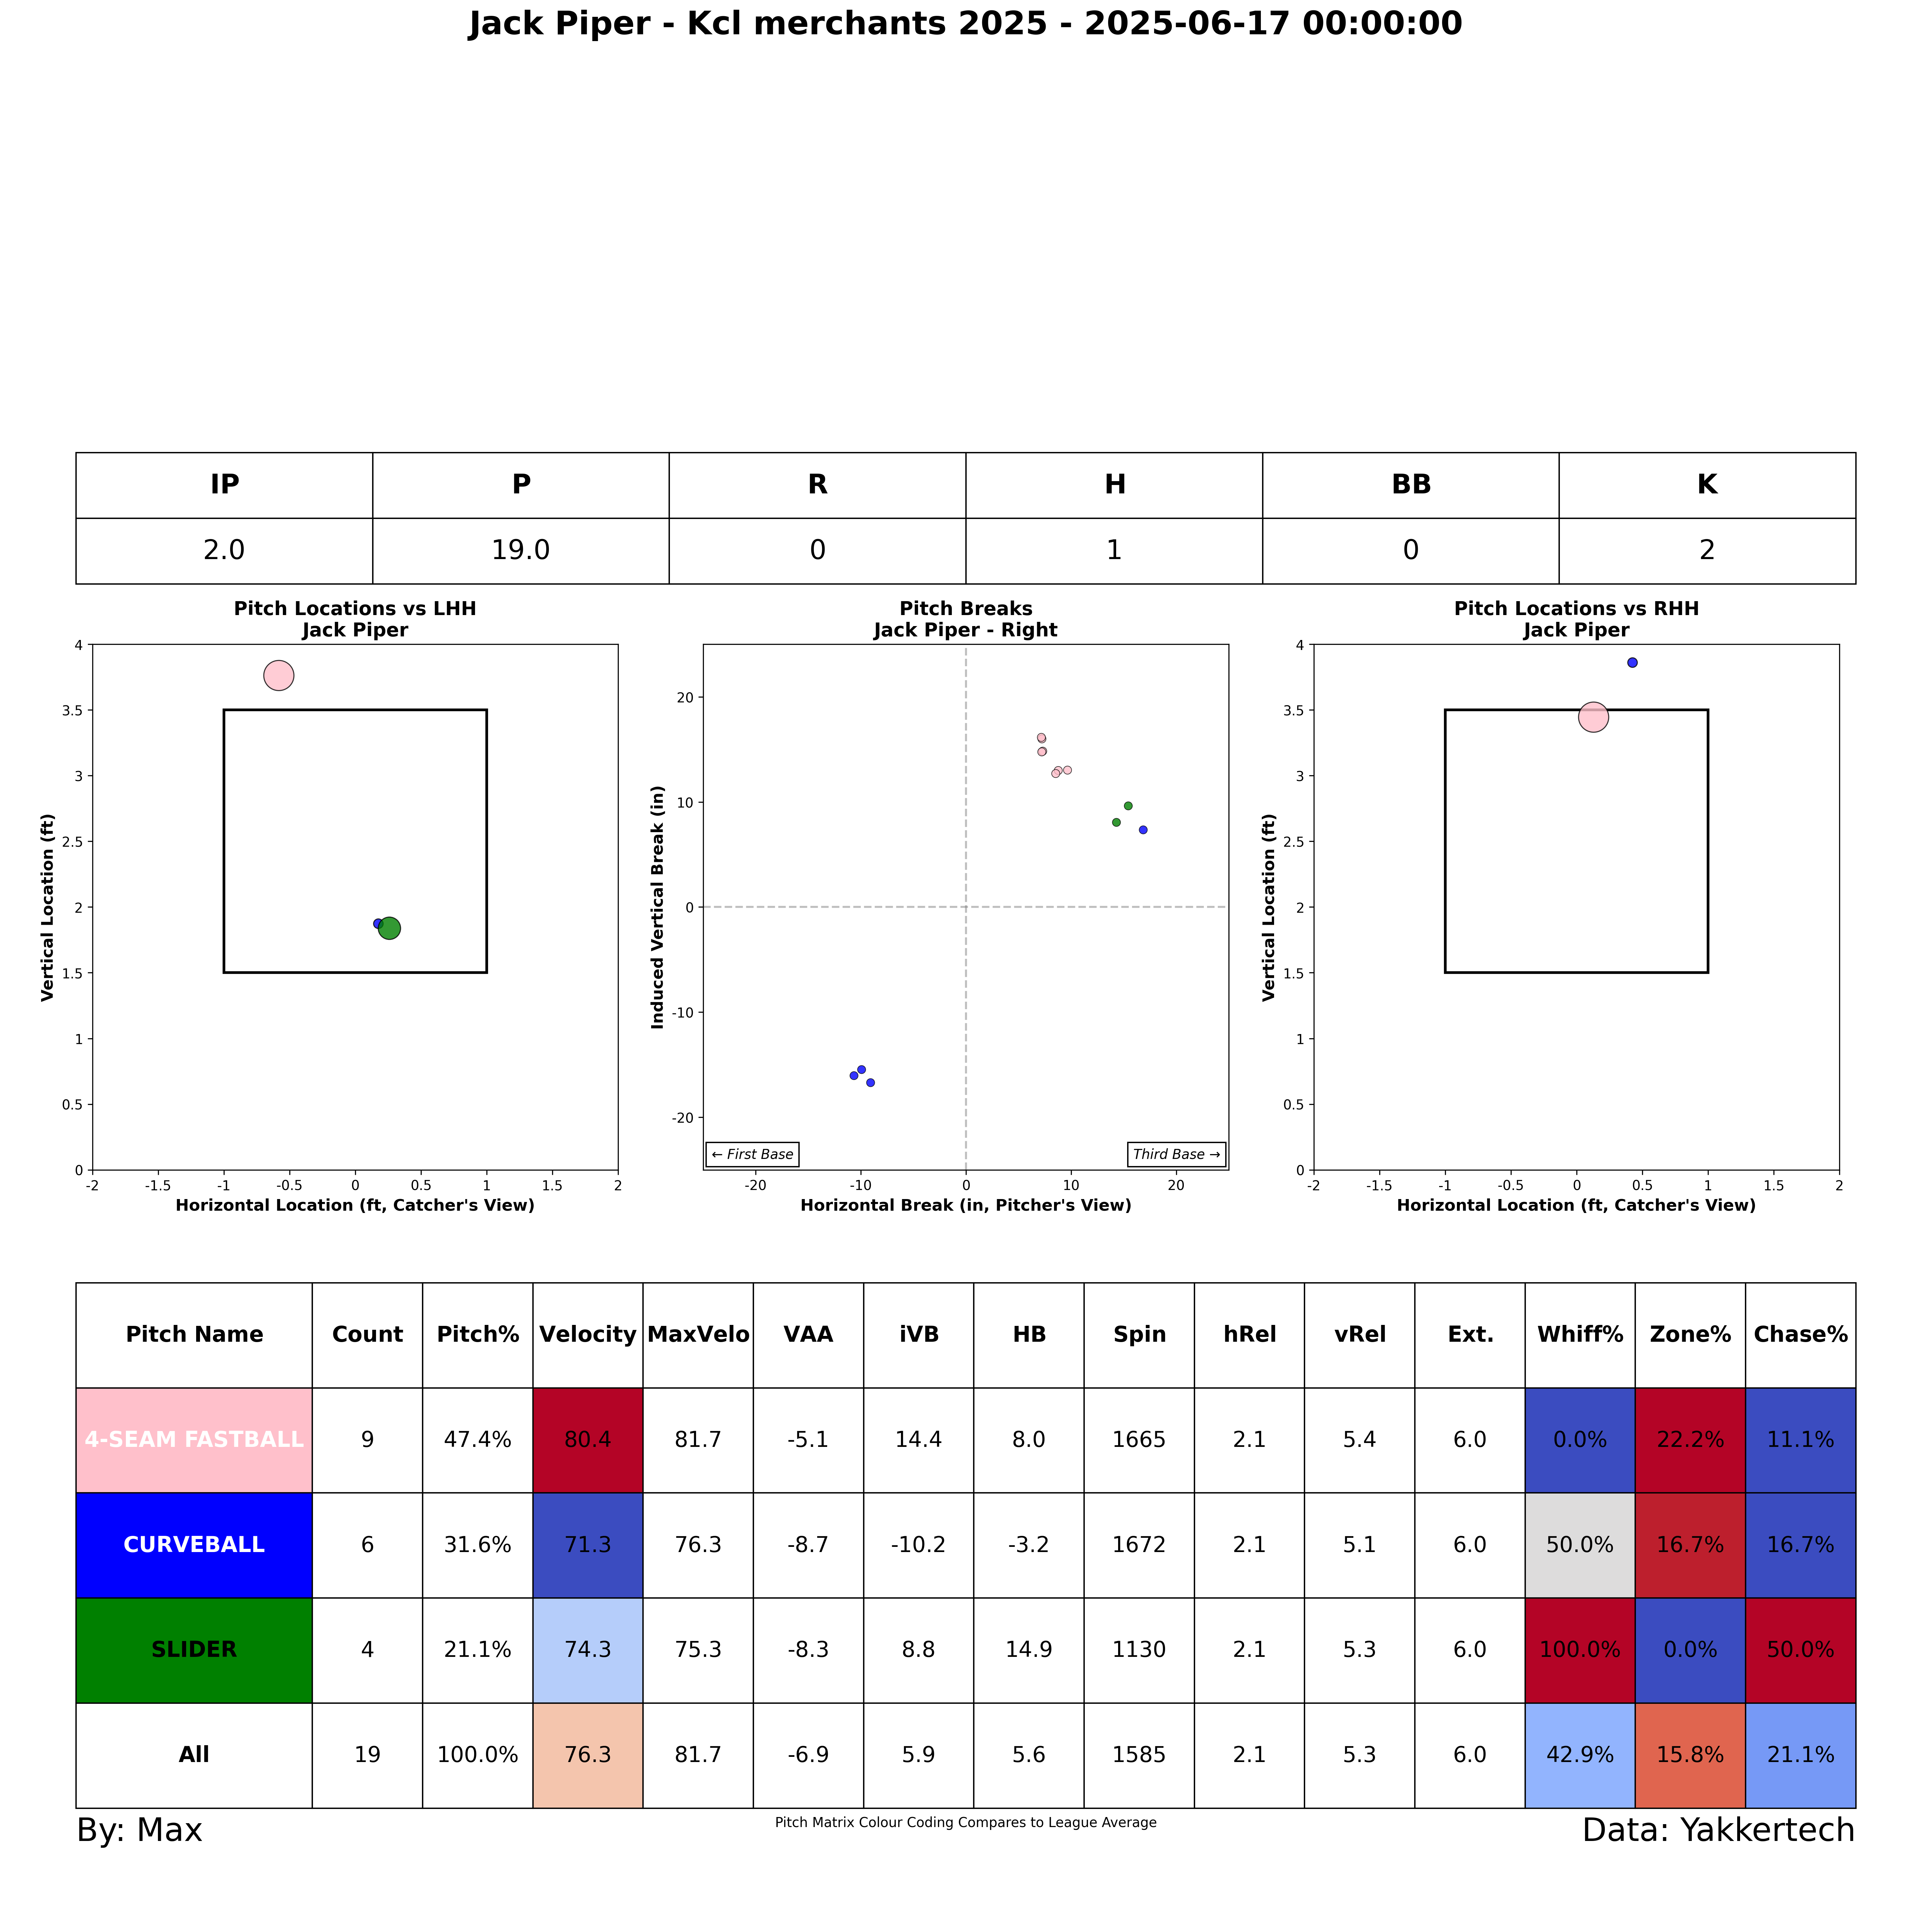 Jack Piper - Kcl merchants 2025 - 2025-06-17 00:00:00
IP P R H BB K
2.0 19.0 0 1 0 2
Pitch Locations vs LHH
Jack Piper
4
3.5
3
2.5
2
1.5
1
0.5
0
-2 -1.5 -1 -0.5 0 0.5 1 1.5 2
Vertical Location (ft)
Horizontal Location (ft, Catcher's View)
Pitch Breaks
Jack Piper - Right
20
10
0
-10
-20
← First Base Third Base →
-20 -10 0 10 20
Induced Vertical Break (in)
Horizontal Break (in, Pitcher's View)
Pitch Locations vs RHH
Jack Piper
4
3.5
3
2.5
2
1.5
1
0.5
0
-2 -1.5 -1 -0.5 0 0.5 1 1.5 2
Vertical Location (ft)
Horizontal Location (ft, Catcher's View)
Pitch Name Count Pitch% Velocity MaxVelo VAA iVB HB Spin hRel vRel Ext. Whiff% Zone% Chase%
4-SEAM FASTBALL 9 47.4% 80.4 81.7 -5.1 14.4 8.0 1665 2.1 5.4 6.0 0.0% 22.2% 11.1%
CURVEBALL 6 31.6% 71.3 76.3 -8.7 -10.2 -3.2 1672 2.1 5.1 6.0 50.0% 16.7% 16.7%
SLIDER 4 21.1% 74.3 75.3 -8.3 8.8 14.9 1130 2.1 5.3 6.0 100.0% 0.0% 50.0%
All 19 100.0% 76.3 81.7 -6.9 5.9 5.6 1585 2.1 5.3 6.0 42.9% 15.8% 21.1%
By: Max
Pitch Matrix Colour Coding Compares to League Average
Data: Yakkertech